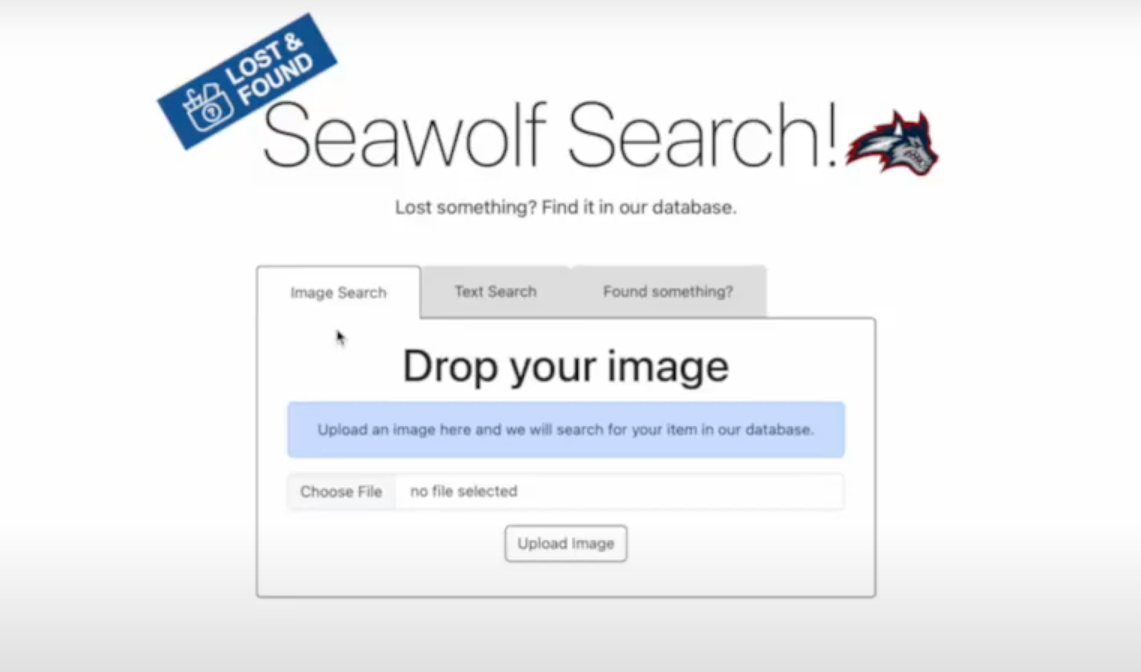 LOST &
FOUND
Seawolf Search!
Lost something? Find it in our database.
Image Search
Text Search
Found something?
Drop your image
Upload an image here and we will search for your item in our database.
Choose File
no file selected
Upload Image